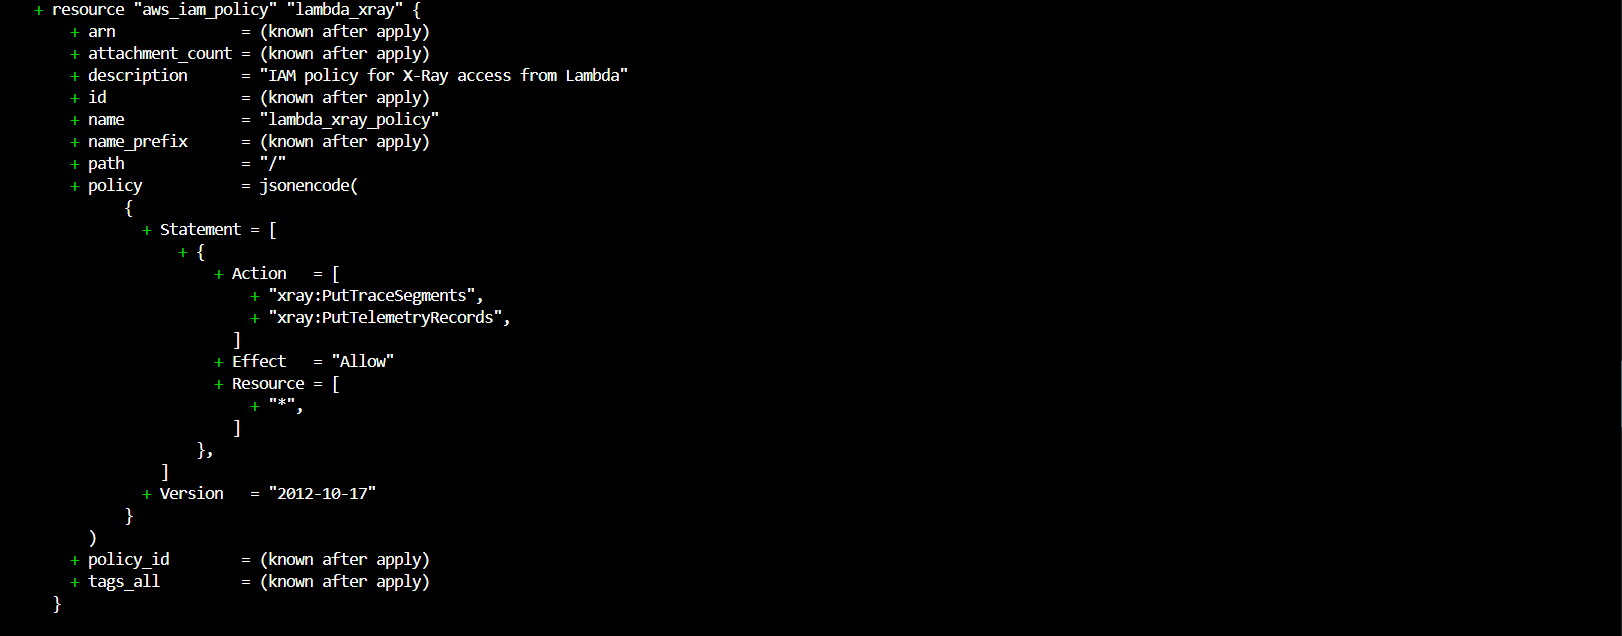 + resource "aws_iam_policy" "lambda_xray" {
+ arn = (known after apply)
+ attachment_count = (known after apply)
+ description = "IAM policy for X-Ray access from Lambda"
+ id = (known after apply)
+ name = "lambda_xray_policy"
+ name_prefix = (known after apply)
+ path = "/"
+ policy = jsonencode(
{
+ Statement = [
+ {
+ Action = [
+ "xray:PutTraceSegments",
+ "xray:PutTelemetryRecords",
]
+ Effect = "Allow"
+ Resource = [
+ "*",
]
},
]
+ Version = "2012-10-17"
}
)
+ policy_id = (known after apply)
+ tags_all = (known after apply)
}